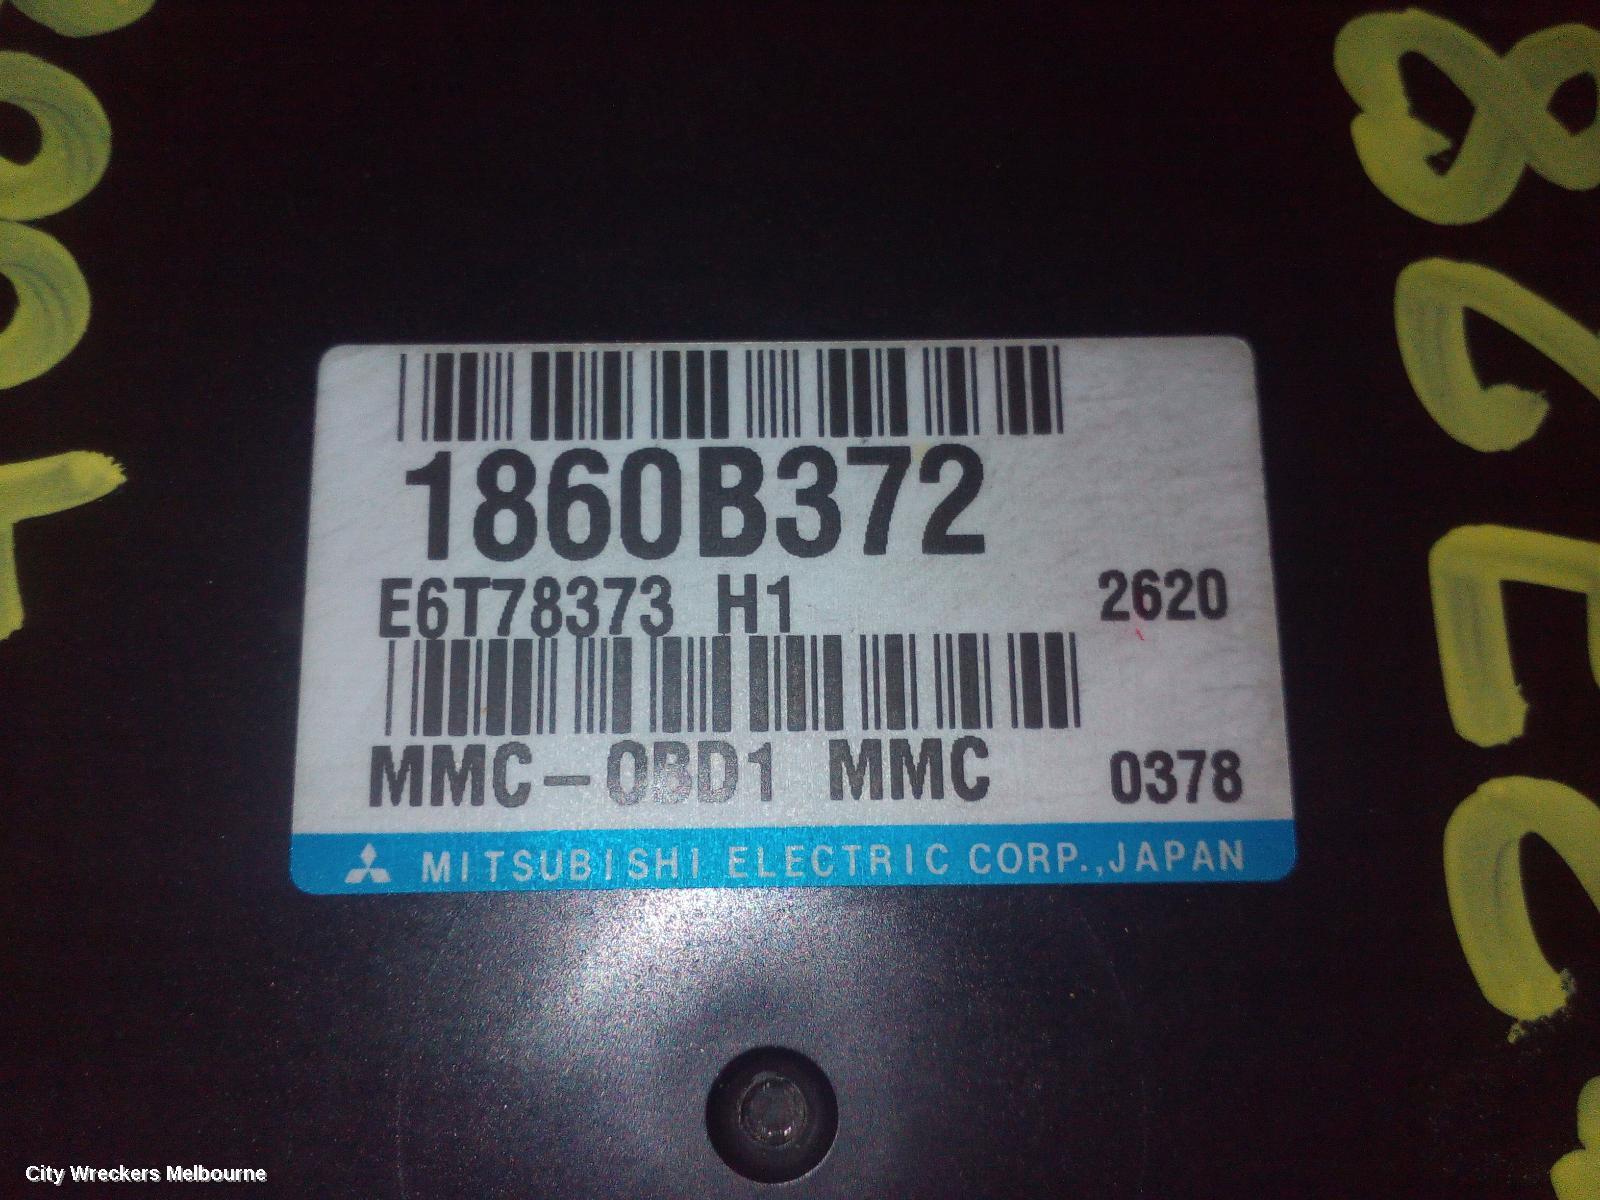 1860B372
E6T78373 H1 2620
MMC-OBD1 MMC 0378
MITSUBISHI ELECTRIC CORP.,JAPAN
City Wreckers Melbourne